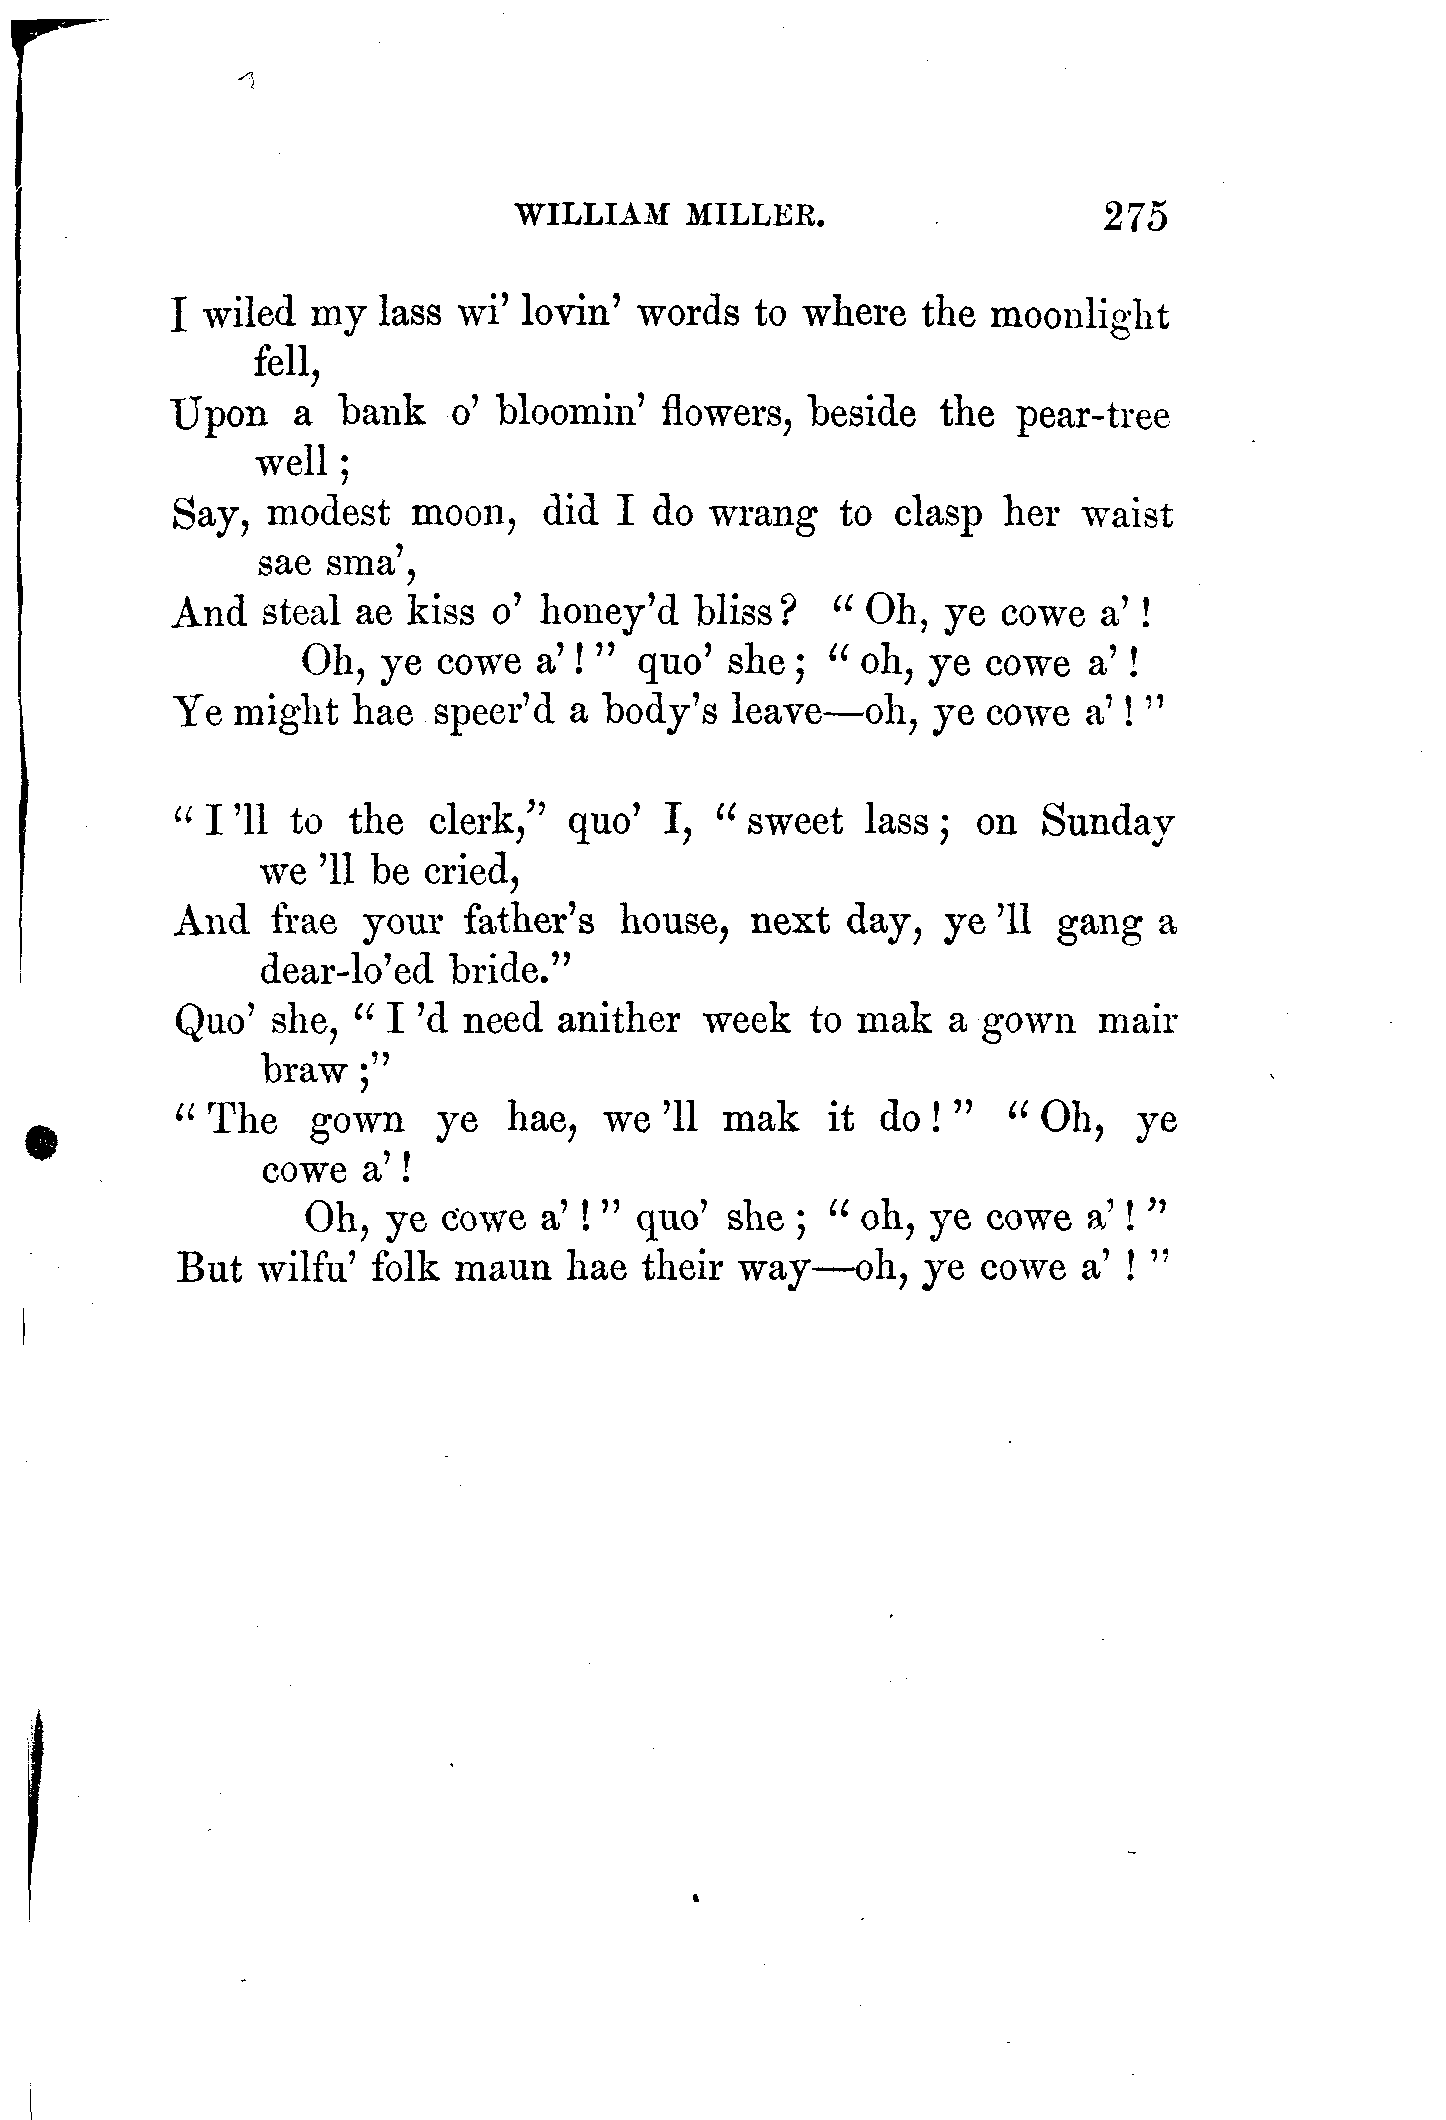 WILLIAM MILLER. 275
I wiled my lass wi' lovin' words to where the moonlight
fell,
Upon a bank o' bloomin' flowers, beside the pear-tree
well ;
Say, modest moon, did I do wrang to clasp her waist
sae sma',
And steal ae kiss o' honey'd bliss? " Oh, ye cowe a' !
Oh, ye cowe a' ! " quo' she ; " oh, ye cowe a' !
Ye might hae speer'd a body's leave—oh, ye cowe a' ! "
" I 'll to the clerk," quo' I, " sweet lass ; on Sunday
we 'll be cried,
And frae your father's house, next day, ye 'll gang a
dear-lo'ed bride."
Quo' she, " I 'd need anither week to mak a gown mair
braw ;"
" The gown ye hae, we 'll mak it do ! " " Oh, ye
cowe a' !
Oh, ye cowe a' ! " quo' she ; " oh, ye cowe a' ! "
But wilfu' folk maun hae their way—oh, ye cowe a' ! "